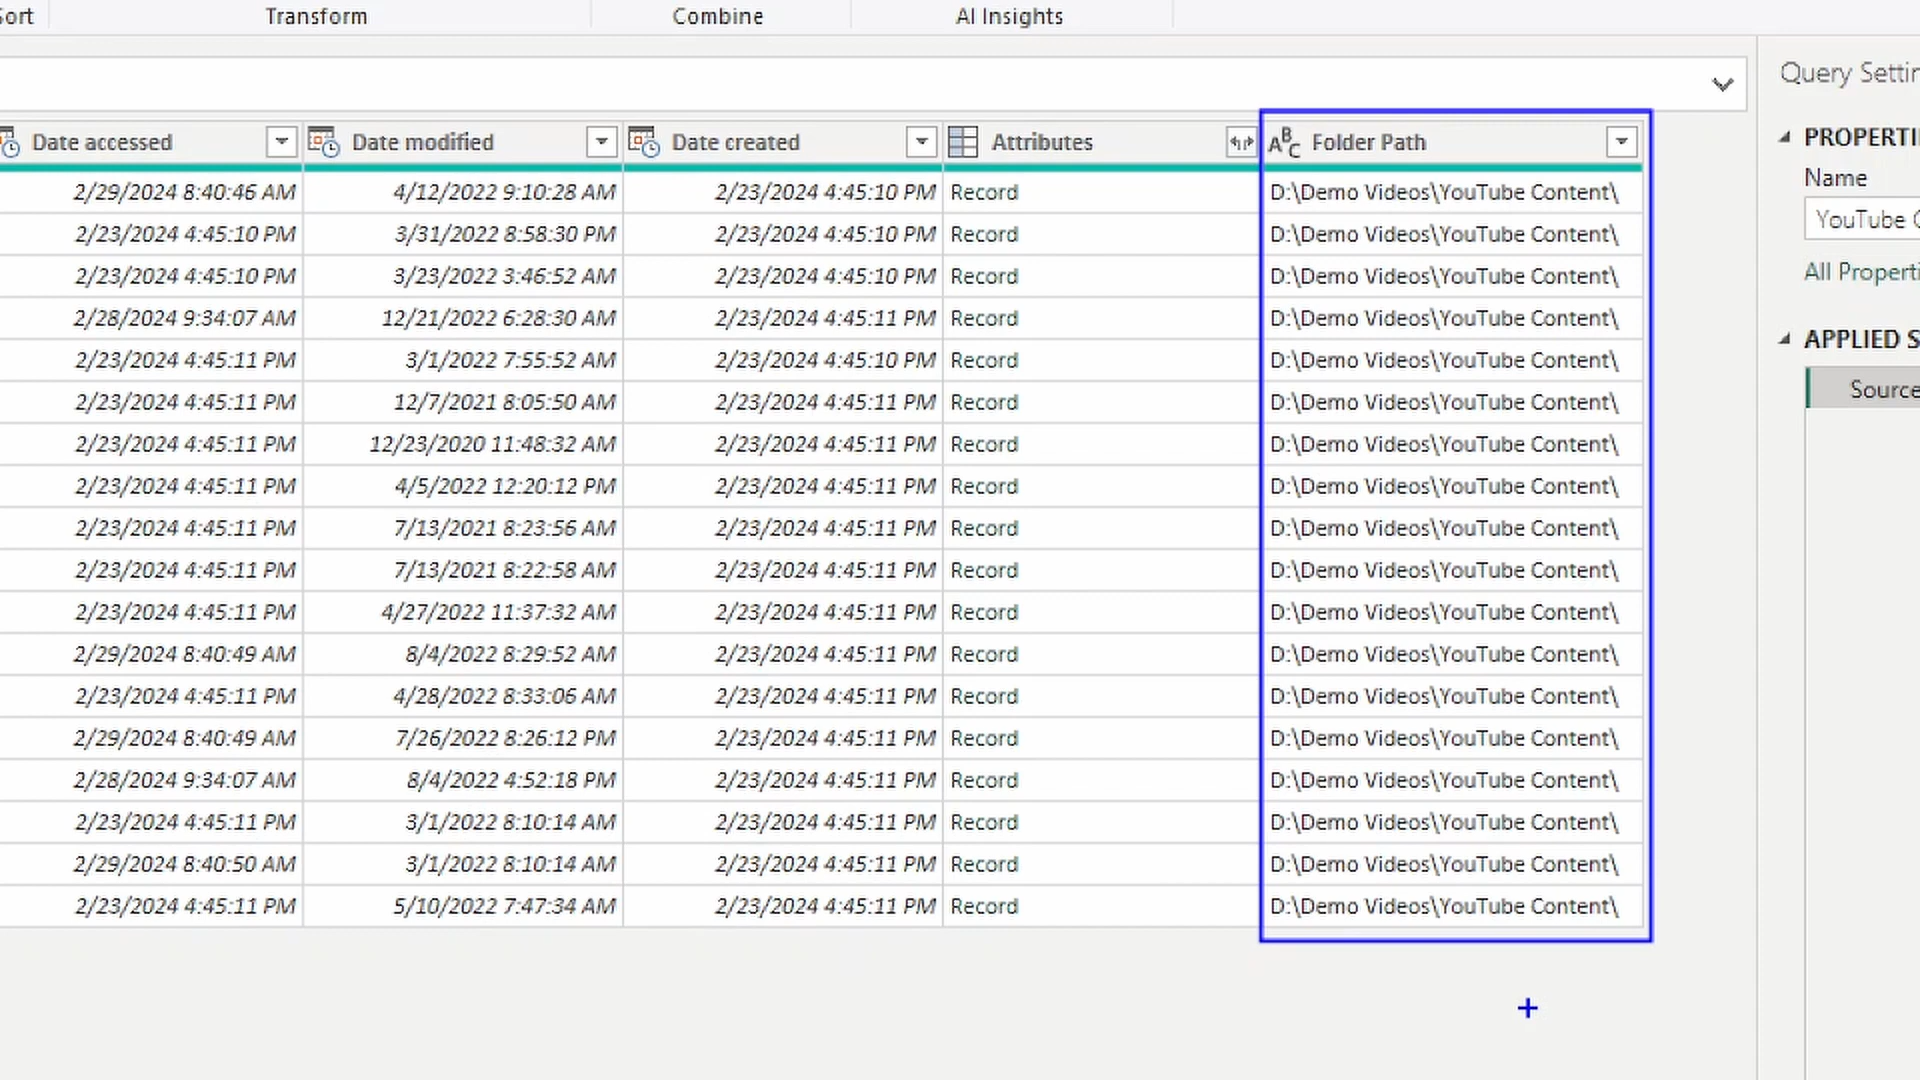 Transform Combine AI Insights
Query
Date accessed Date modified Date created Attributes ABC Folder Path
2/29/2024 8:40:46 AM 4/12/2022 9:10:28 AM 2/23/2024 4:45:10 PM Record D:\Demo Videos\YouTube Content\
2/23/2024 4:45:10 PM 3/31/2022 8:58:30 PM 2/23/2024 4:45:10 PM Record D:\Demo Videos\YouTube Content\
2/23/2024 4:45:10 PM 3/23/2022 3:46:52 AM 2/23/2024 4:45:10 PM Record D:\Demo Videos\YouTube Content\
2/28/2024 9:34:07 AM 12/21/2022 6:28:30 AM 2/23/2024 4:45:11 PM Record D:\Demo Videos\YouTube Content\
2/23/2024 4:45:11 PM 3/1/2022 7:55:52 AM 2/23/2024 4:45:10 PM Record D:\Demo Videos\YouTube Content\
2/23/2024 4:45:11 PM 12/7/2021 8:05:50 AM 2/23/2024 4:45:11 PM Record D:\Demo Videos\YouTube Content\
2/23/2024 4:45:11 PM 12/23/2020 11:48:32 AM 2/23/2024 4:45:11 PM Record D:\Demo Videos\YouTube Content\
2/23/2024 4:45:11 PM 4/5/2022 12:20:12 PM 2/23/2024 4:45:11 PM Record D:\Demo Videos\YouTube Content\
2/23/2024 4:45:11 PM 7/13/2021 8:23:56 AM 2/23/2024 4:45:11 PM Record D:\Demo Videos\YouTube Content\
2/23/2024 4:45:11 PM 7/13/2021 8:22:58 AM 2/23/2024 4:45:11 PM Record D:\Demo Videos\YouTube Content\
2/23/2024 4:45:11 PM 4/27/2022 11:37:32 AM 2/23/2024 4:45:11 PM Record D:\Demo Videos\YouTube Content\
2/29/2024 8:40:49 AM 8/4/2022 8:29:52 AM 2/23/2024 4:45:11 PM Record D:\Demo Videos\YouTube Content\
2/23/2024 4:45:11 PM 4/28/2022 8:33:06 AM 2/23/2024 4:45:11 PM Record D:\Demo Videos\YouTube Content\
2/29/2024 8:40:49 AM 7/26/2022 8:26:12 PM 2/23/2024 4:45:11 PM Record D:\Demo Videos\YouTube Content\
2/28/2024 9:34:07 AM 8/4/2022 4:52:18 PM 2/23/2024 4:45:11 PM Record D:\Demo Videos\YouTube Content\
2/23/2024 4:45:11 PM 3/1/2022 8:10:14 AM 2/23/2024 4:45:11 PM Record D:\Demo Videos\YouTube Content\
2/29/2024 8:40:50 AM 3/1/2022 8:10:14 AM 2/23/2024 4:45:11 PM Record D:\Demo Videos\YouTube Content\
2/23/2024 4:45:11 PM 5/10/2022 7:47:34 AM 2/23/2024 4:45:11 PM Record D:\Demo Videos\YouTube Content\
Name
YouTube
All
APPLIED
Source